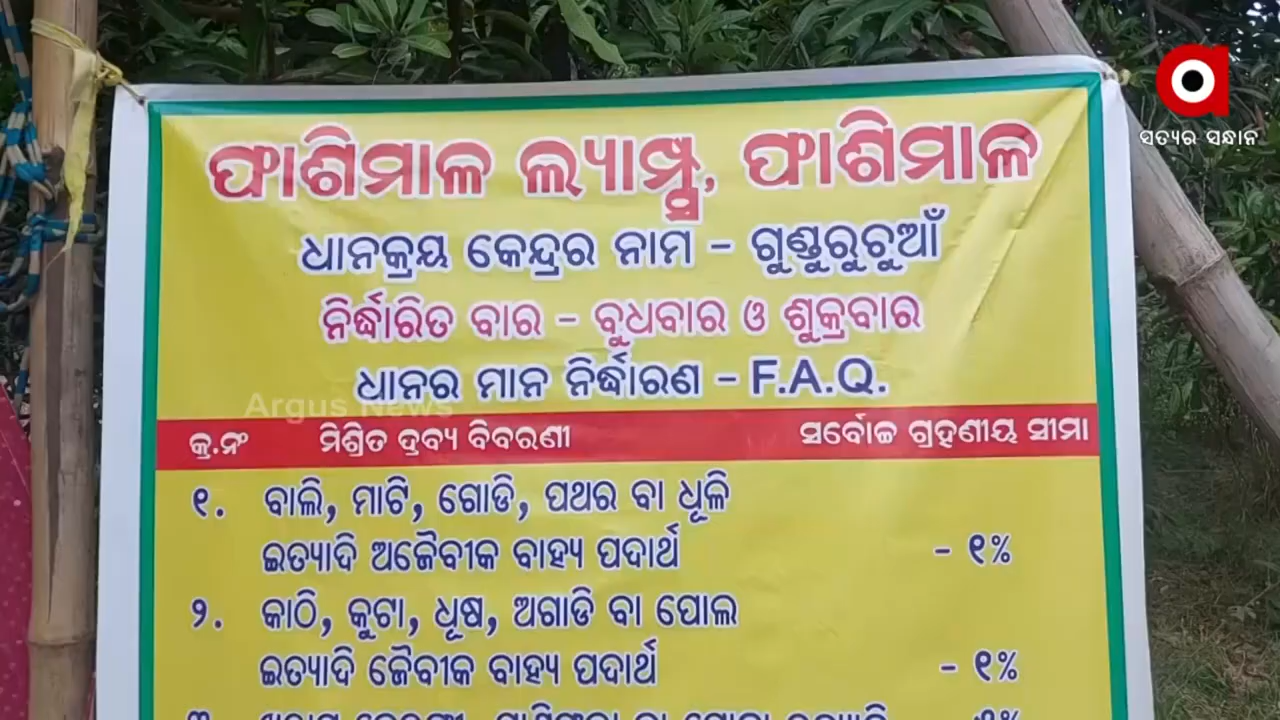 ସତ୍ୟର ସନ୍ଧାନ
ଫାଶିମାଳ ଲ୍ୟାମ୍ପ୍ସ, ଫାଶିମାଳ
ଧାନକ୍ରୟ କେନ୍ଦ୍ରର ନାମ – ଗୁଣ୍ଡୁରୁଚୁଆଁ
ନିର୍ଦ୍ଧାରିତ ବାର – ବୁଧବାର ଓ ଶୁକ୍ରବାର
ଧାନର ମାନ ନିର୍ଦ୍ଧାରଣ – F.A.Q.
Argus News
କ୍ର.ନଂ ମିଶ୍ରିତ ଦ୍ରବ୍ୟ ବିବରଣୀ ସର୍ବୋଚ୍ଚ ଗ୍ରହଣୀୟ ସୀମା
୧. ବାଲି, ମାଟି, ଗୋଡି, ପଥର ବା ଧୂଳି
ଇତ୍ୟାଦି ଅଜୈବୀକ ବାହ୍ୟ ପଦାର୍ଥ – ୧%
୨. କାଠି, କୁଟା, ଧୂଷ, ଅଗାଡି ବା ପୋଲ
ଇତ୍ୟାଦି ଜୈବୀକ ବାହ୍ୟ ପଦାର୍ଥ – ୧%